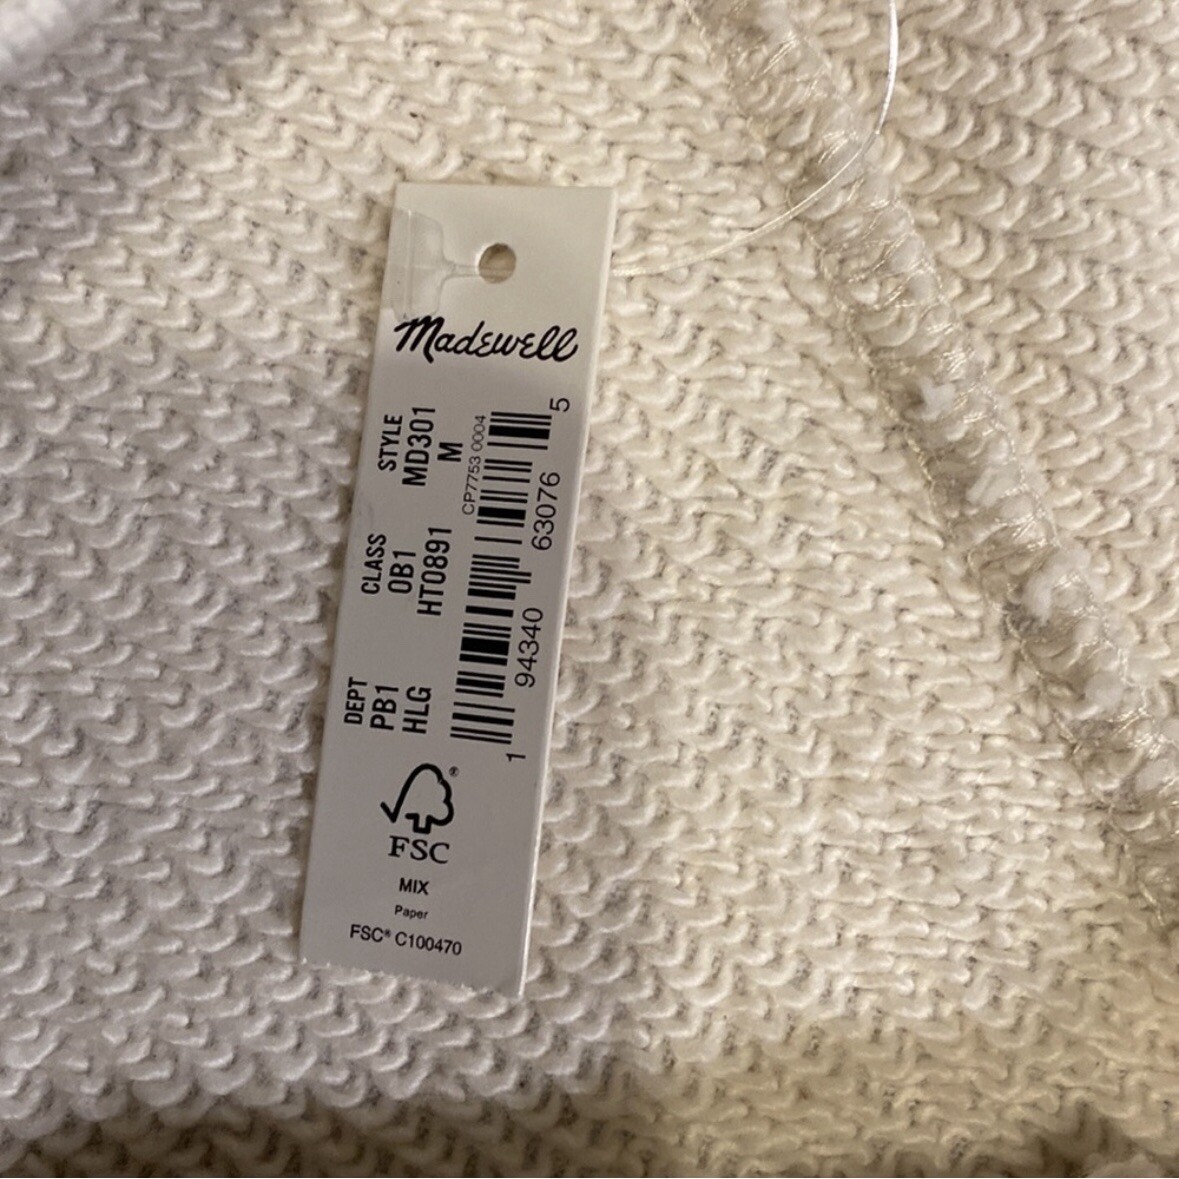 Madewell
DEPT CLASS STYLE
PB1 0B1 MD301
HLG HT0891 M
CP7753 0004
1 94340 63076 5
FSC®
MIX
Paper
FSC® C100470